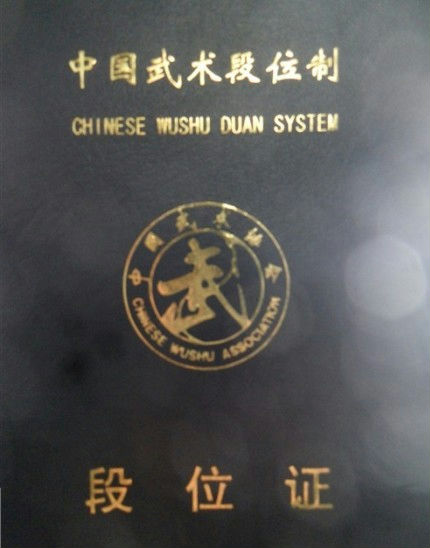 中国武术段位制
CHINESE WUSHU DUAN SYSTEM
中国武术协会
武
CHINESE WUSHU ASSOCIATION
段位证